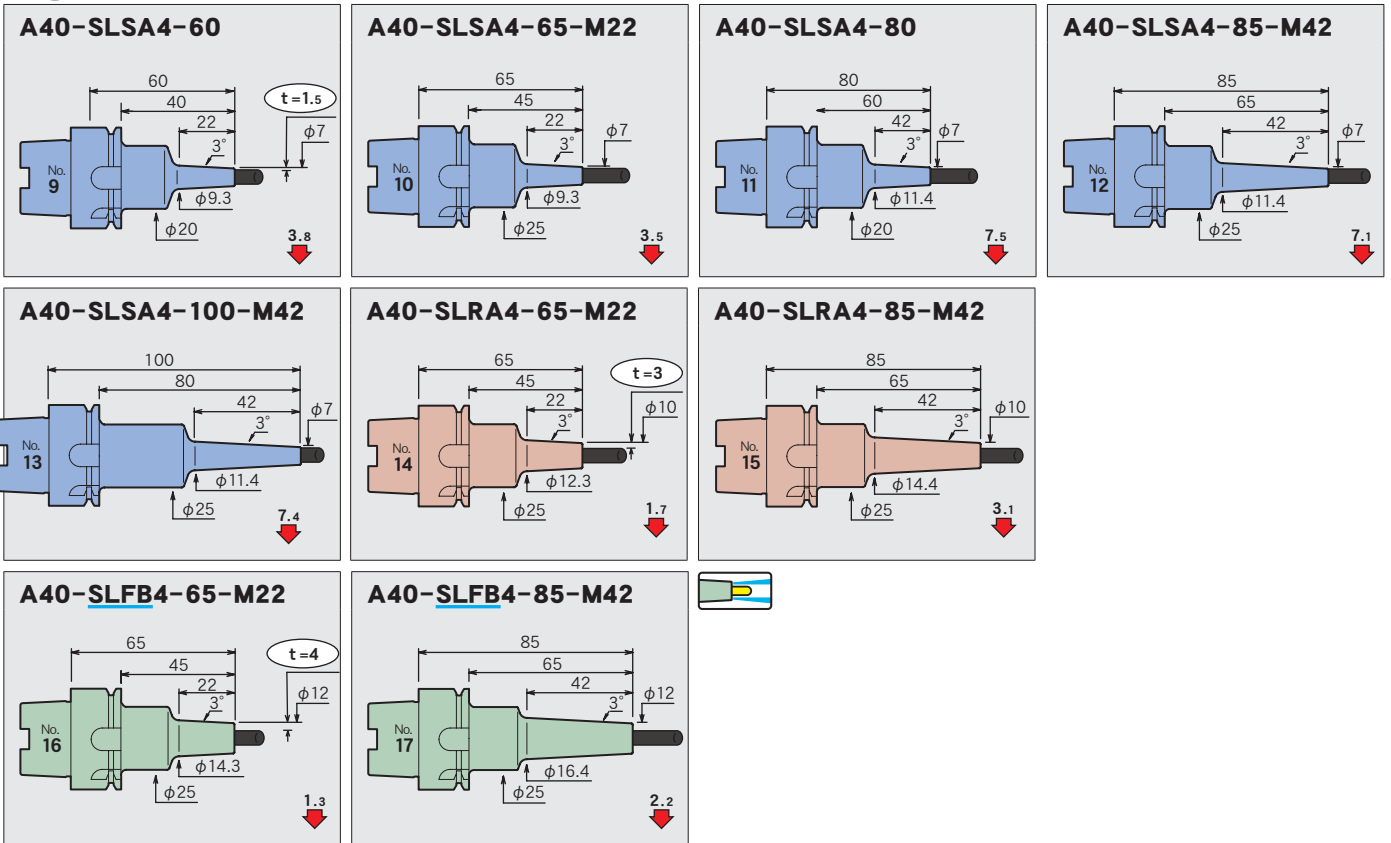 A40-SLSA4-60
60
40
t=1.5
22
φ7
3°
No.
9
φ9.3
φ20
3.8
A40-SLSA4-65-M22
65
45
22
φ7
3°
No.
10
φ9.3
φ25
3.5
A40-SLSA4-80
80
60
42
φ7
3°
No.
11
φ11.4
φ20
7.5
A40-SLSA4-85-M42
85
65
42
φ7
3°
No.
12
φ11.4
φ25
7.1
A40-SLSA4-100-M42
100
80
42
φ7
3°
No.
13
φ11.4
φ25
7.4
A40-SLRA4-65-M22
65
t=3
45
22
φ10
3°
No.
14
φ12.3
φ25
1.7
A40-SLRA4-85-M42
85
65
42
φ10
3°
No.
15
φ14.4
φ25
3.1
A40-SLFB4-65-M22
65
t=4
45
22
φ12
3°
No.
16
φ14.3
φ25
1.3
A40-SLFB4-85-M42
85
65
42
φ12
3°
No.
17
φ16.4
φ25
2.2